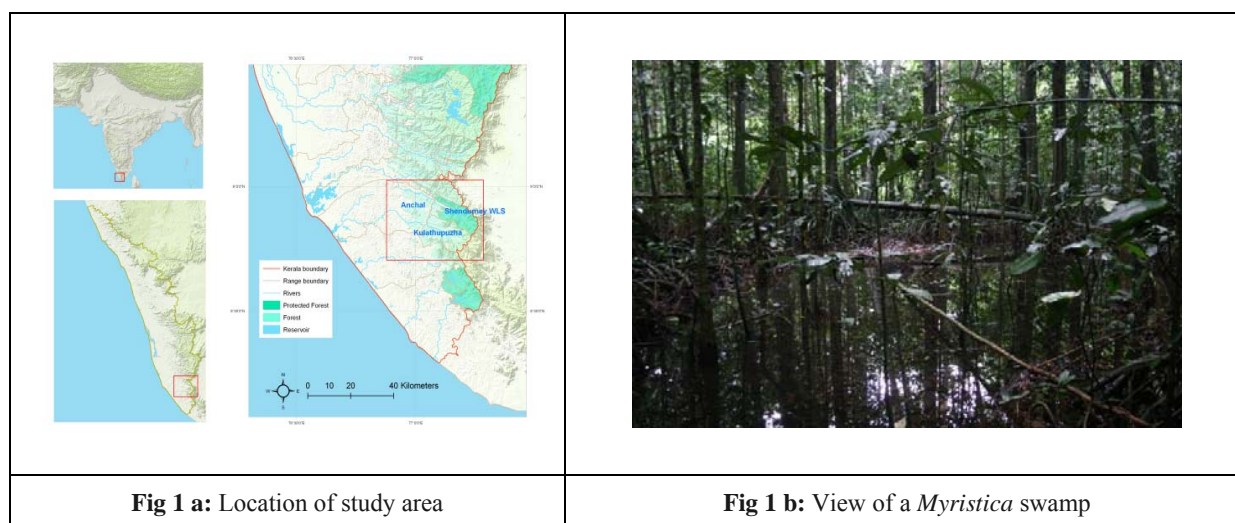 Anchal
Shendurney WLS
Kulathupuzha
Kerala boundary
Range boundary
Rivers
Protected Forest
Forest
Reservoir
N
W
E
S
0 10 20 40 Kilometers
Fig 1 a: Location of study area
Fig 1 b: View of a Myristica swamp